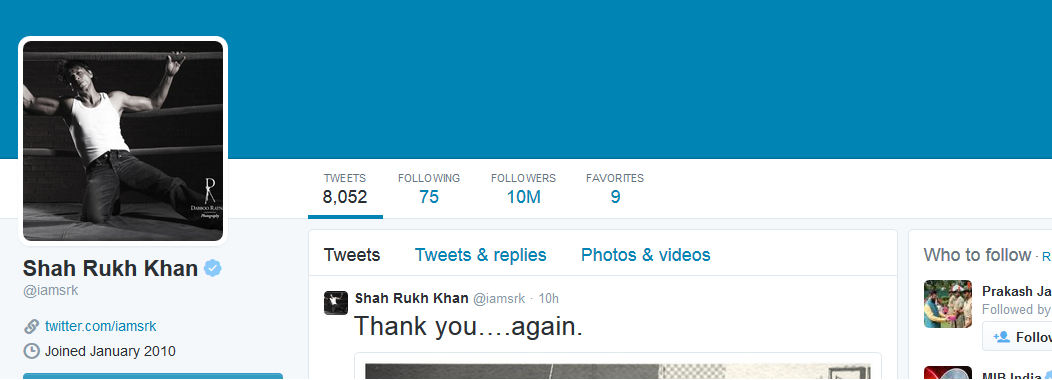 TWEETS
8,052
FOLLOWING
75
FOLLOWERS
10M
FAVORITES
9
Shah Rukh Khan
@iamsrk
twitter.com/iamsrk
Joined January 2010
Tweets Tweets & replies Photos & videos
Shah Rukh Khan @iamsrk · 10h
Thank you....again.
Who to follow ·
Prakash Ja
Followed by
Follow
MIB India
Photography